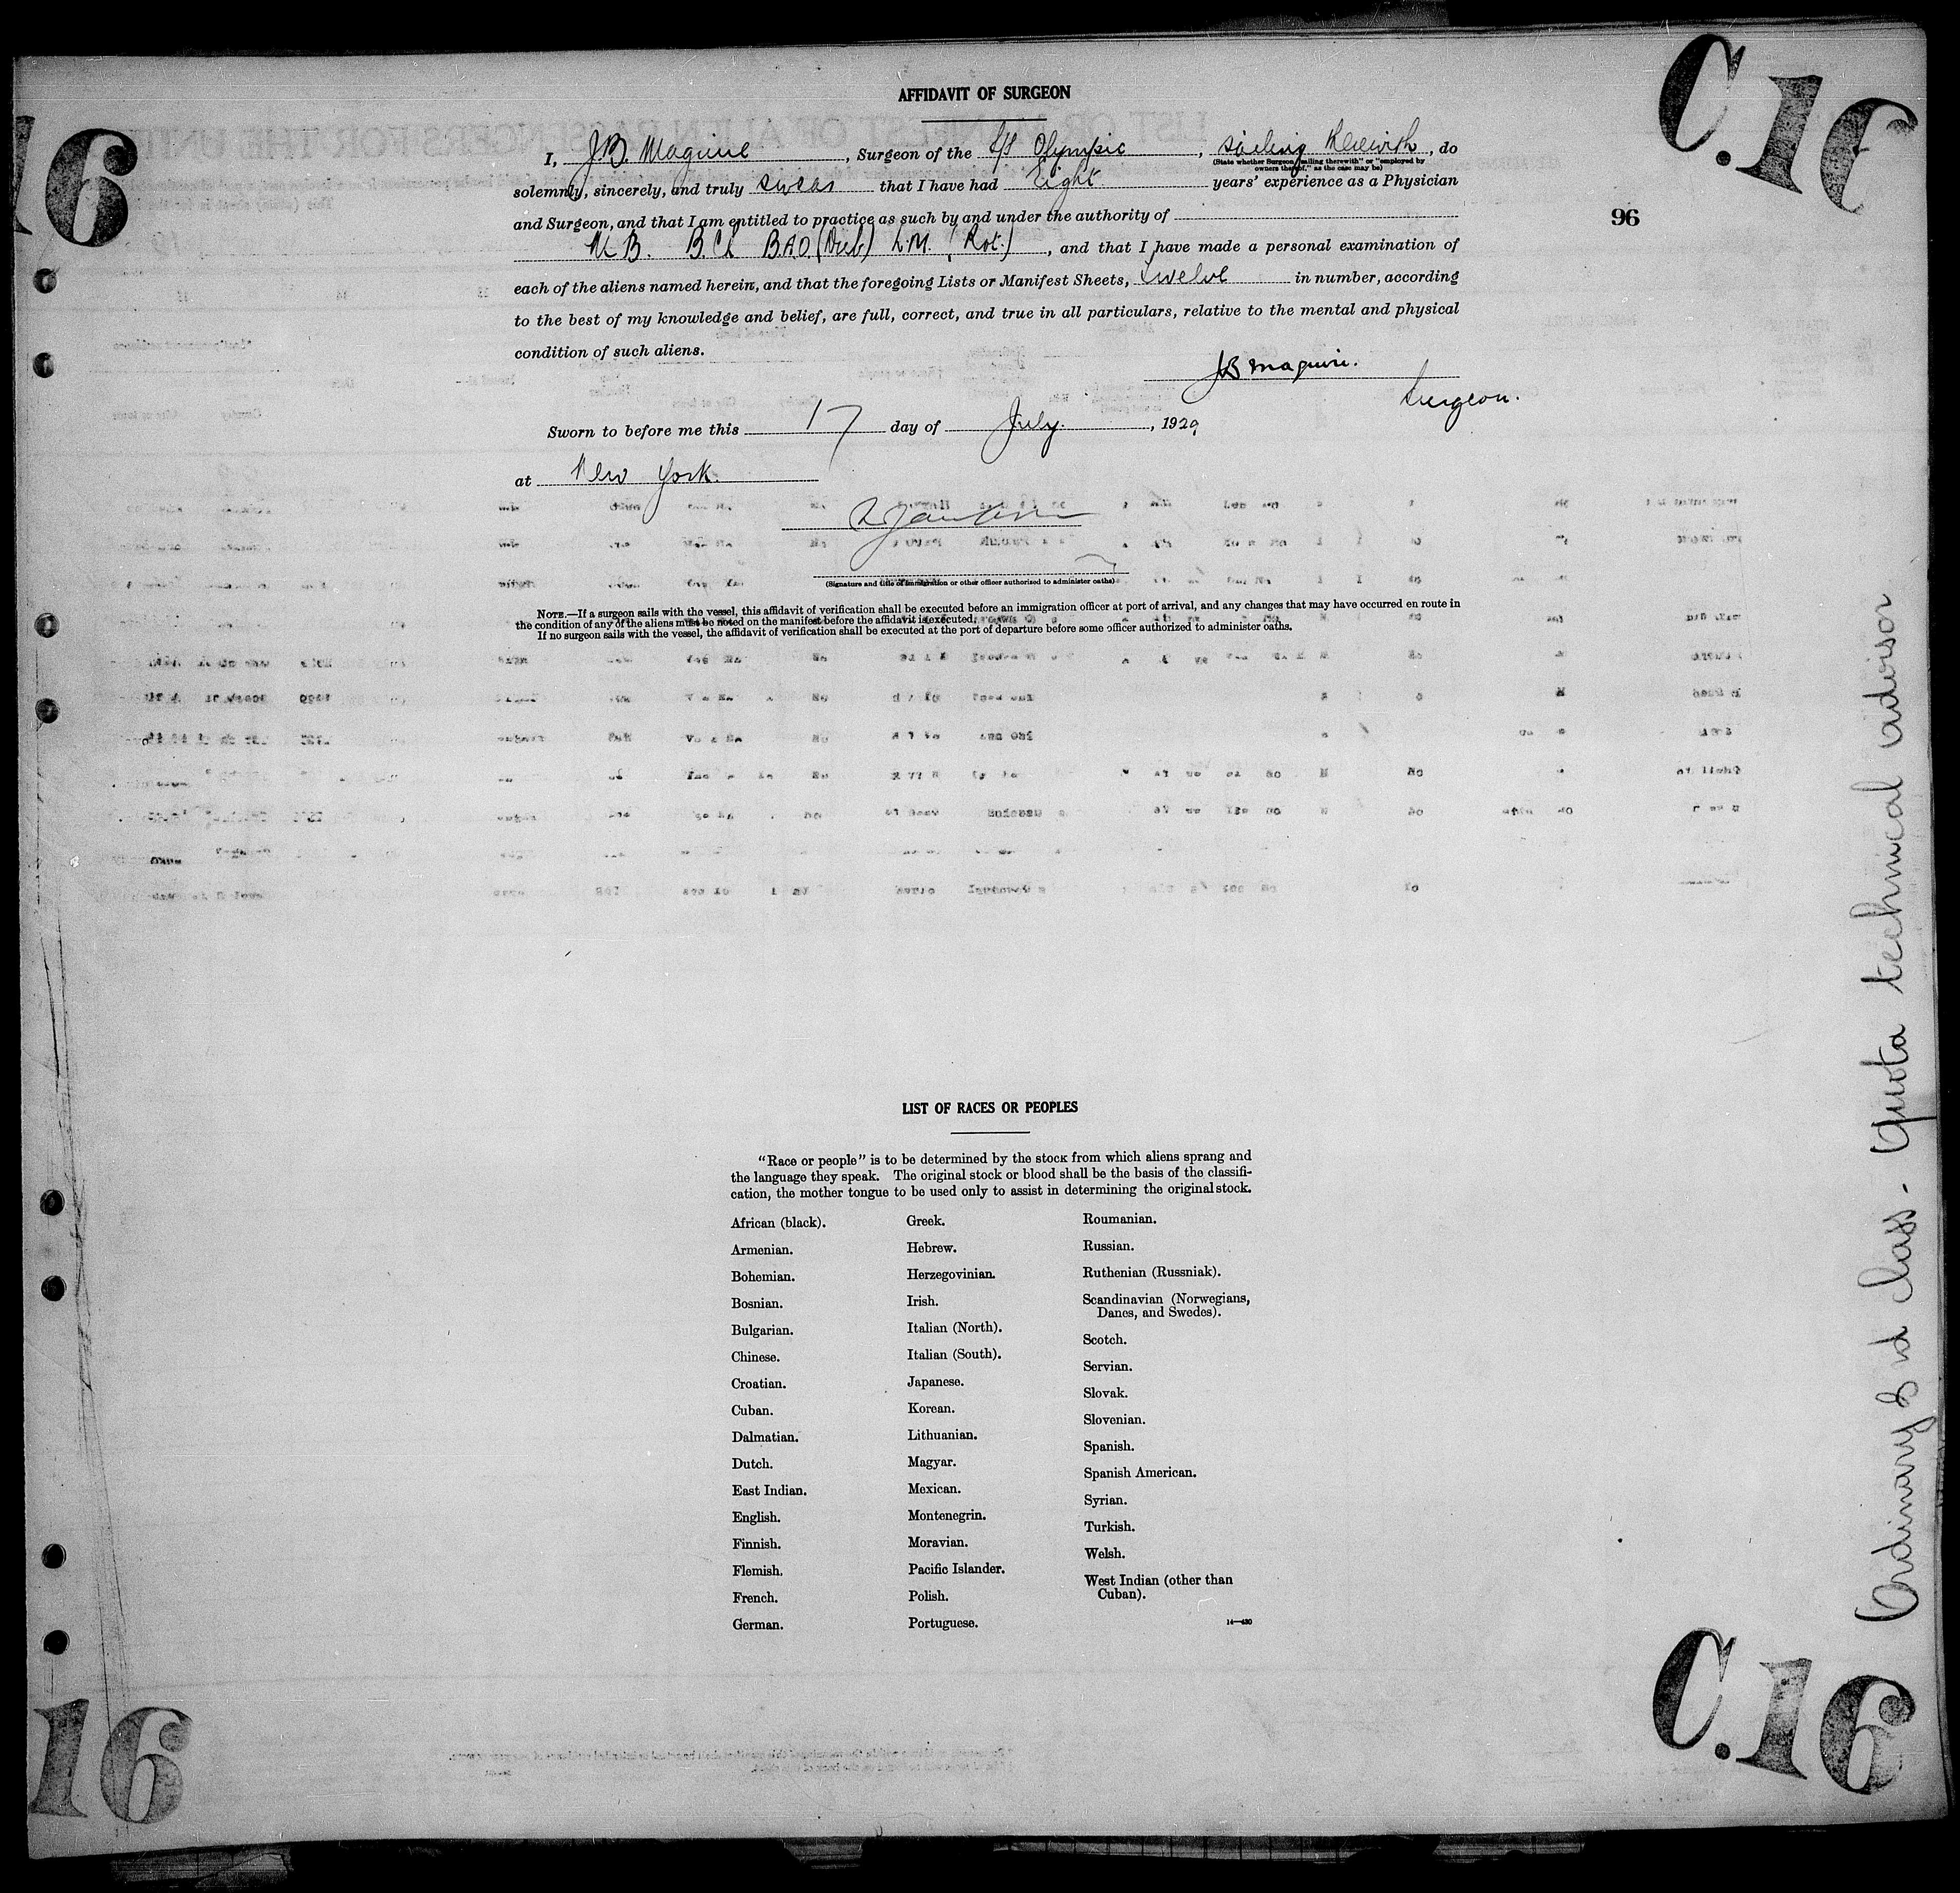 C.16
16
96
AFFIDAVIT OF SURGEON
I, J.B. Maguire, Surgeon of the S/S Olympic, sailing therewith, do
(State whether Surgeon "sailing therewith" or "employed by
owners thereof," as the case may be)
solemnly, sincerely, and truly swear that I have had Eight years' experience as a Physician
and Surgeon, and that I am entitled to practice as such by and under the authority of
M.B. B.Ch B.A.O. (Dub.) L.M. (Rot.), and that I have made a personal examination of
each of the aliens named herein, and that the foregoing Lists or Manifest Sheets, twelve in number, according
to the best of my knowledge and belief, are full, correct, and true in all particulars, relative to the mental and physical
condition of such aliens.
JB Maguire.
Surgeon.
Sworn to before me this 17 day of July, 1929
at New York.
(Signature and title of immigration or other officer authorized to administer oaths)
NOTE.—If a surgeon sails with the vessel, this affidavit of verification shall be executed before an immigration officer at port of arrival, and any changes that may have occurred en route in
the condition of any of the aliens must be noted on the manifest before the affidavit is executed.
If no surgeon sails with the vessel, the affidavit of verification shall be executed at the port of departure before some officer authorized to administer oaths.
LIST OF RACES OR PEOPLES
"Race or people" is to be determined by the stock from which aliens sprang and
the language they speak. The original stock or blood shall be the basis of the classifi-
cation, the mother tongue to be used only to assist in determining the original stock.
African (black).
Armenian.
Bohemian.
Bosnian.
Bulgarian.
Chinese.
Croatian.
Cuban.
Dalmatian.
Dutch.
East Indian.
English.
Finnish.
Flemish.
French.
German.
Greek.
Hebrew.
Herzegovinian.
Irish.
Italian (North).
Italian (South).
Japanese.
Korean.
Lithuanian.
Magyar.
Mexican.
Montenegrin.
Moravian.
Pacific Islander.
Polish.
Portuguese.
Roumanian.
Russian.
Ruthenian (Russniak).
Scandinavian (Norwegians,
Danes, and Swedes).
Scotch.
Servian.
Slovak.
Slovenian.
Spanish.
Spanish American.
Syrian.
Turkish.
Welsh.
West Indian (other than
Cuban).
14—430
Ordinary 2nd Class - Quota technical advisor
16
C.16